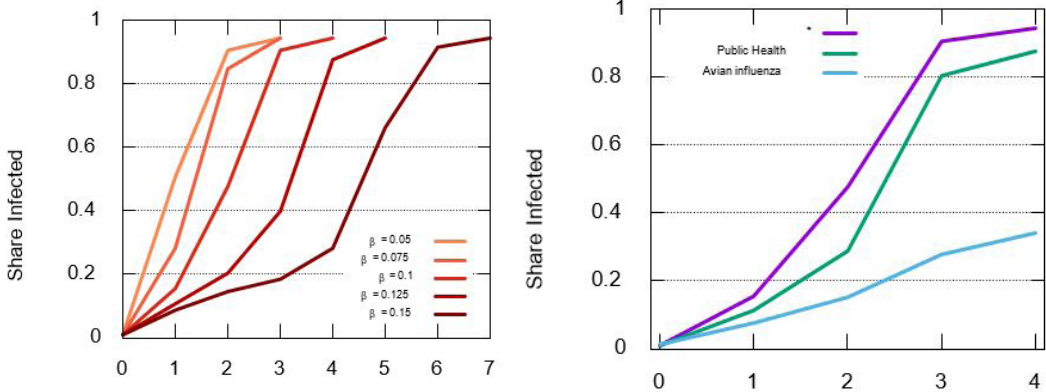 1
0.8
0.6
0.4
0.2
0
Share Infected
β = 0.05
β = 0.075
β = 0.1
β = 0.125
β = 0.15
0 1 2 3 4 5 6 7
1
0.8
0.6
0.4
0.2
0
Share Infected
*
Public Health
Avian influenza
0 1 2 3 4